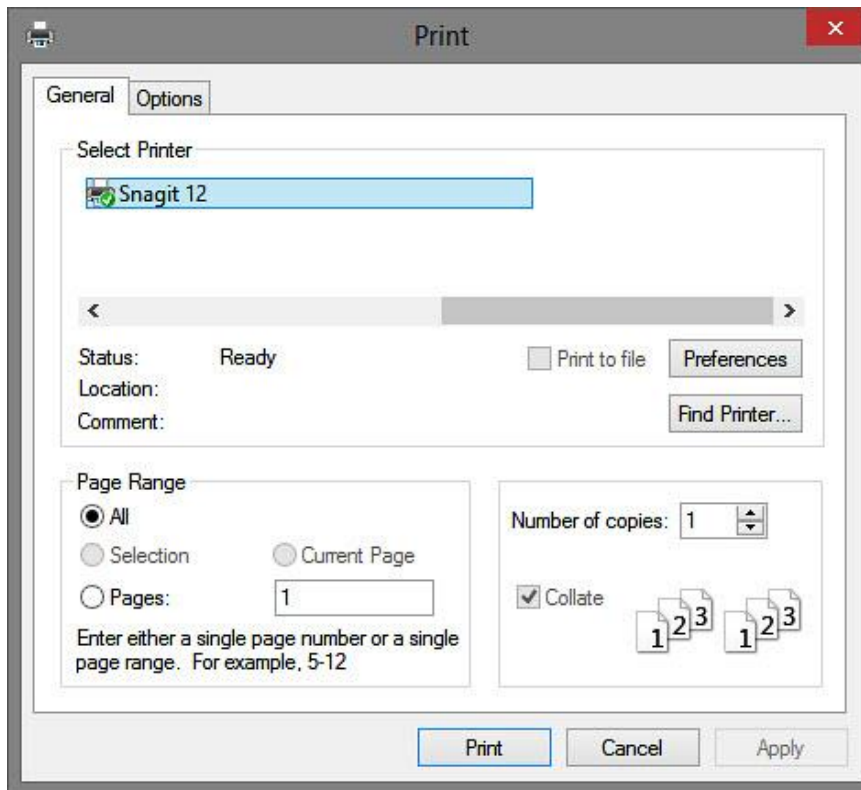 Print
General Options
Select Printer
Snagit 12
Status: Ready
Print to file Preferences
Location:
Comment:
Find Printer...
Page Range
All
Selection Current Page
Pages: 1
Enter either a single page number or a single
page range. For example, 5-12
Number of copies: 1
Collate
1 2 3 1 2 3
Print Cancel Apply